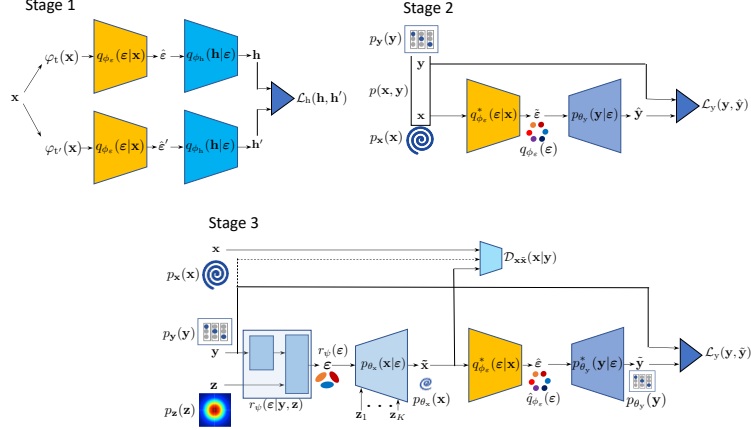 Stage 1
φ_t(x)
q_{ϕ_ε}(ε|x)
ε̂
q_{ϕ_h}(h|ε)
h
x
L_h(h, h′)
φ_{t′}(x)
q_{ϕ_ε}(ε|x)
ε̂′
q_{ϕ_h}(h|ε)
h′
Stage 2
p_y(y)
y
p(x, y)
x
p_x(x)
q*_{ϕ_ε}(ε|x)
ε̃
q_{ϕ_ε}(ε)
p_{θ_y}(y|ε)
ŷ
L_y(y, ŷ)
Stage 3
x
p_x(x)
D_{xx̃}(x|y)
p_y(y)
y
z
p_z(z)
r_ψ(ε|y, z)
r_ψ(ε)
ε
p_{θ_x}(x|ε)
z_1 · · · z_K
x̃
p_{θ_x}(x)
q*_{ϕ_ε}(ε|x)
ε̂
q̂_{ϕ_ε}(ε)
p*_{θ_y}(y|ε)
ỹ
p_{θ_y}(y)
L_y(y, ỹ)